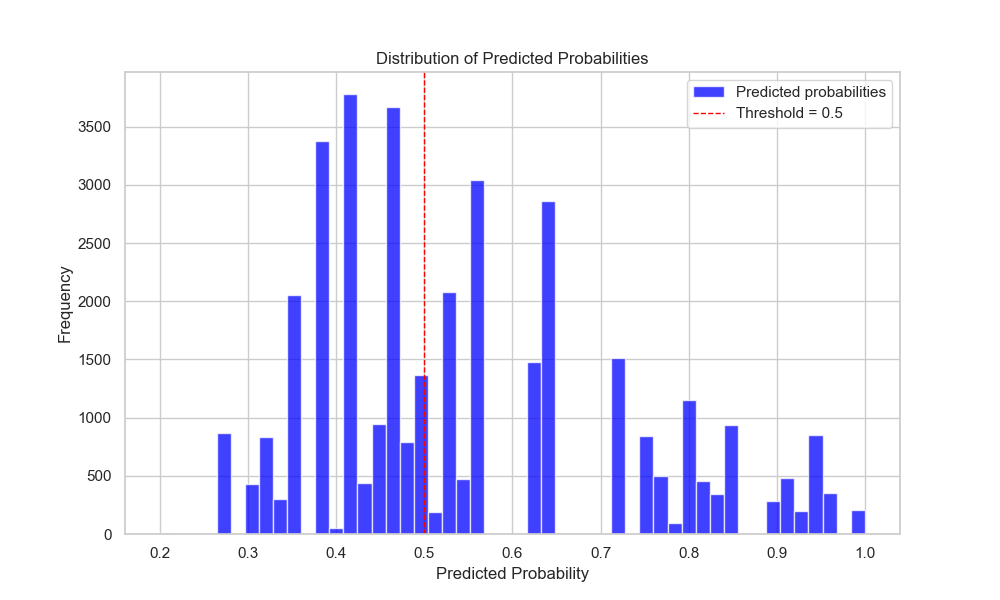 Distribution of Predicted Probabilities
Predicted probabilities
Threshold = 0.5
Frequency
3500
3000
2500
2000
1500
1000
500
0
0.2 0.3 0.4 0.5 0.6 0.7 0.8 0.9 1.0
Predicted Probability